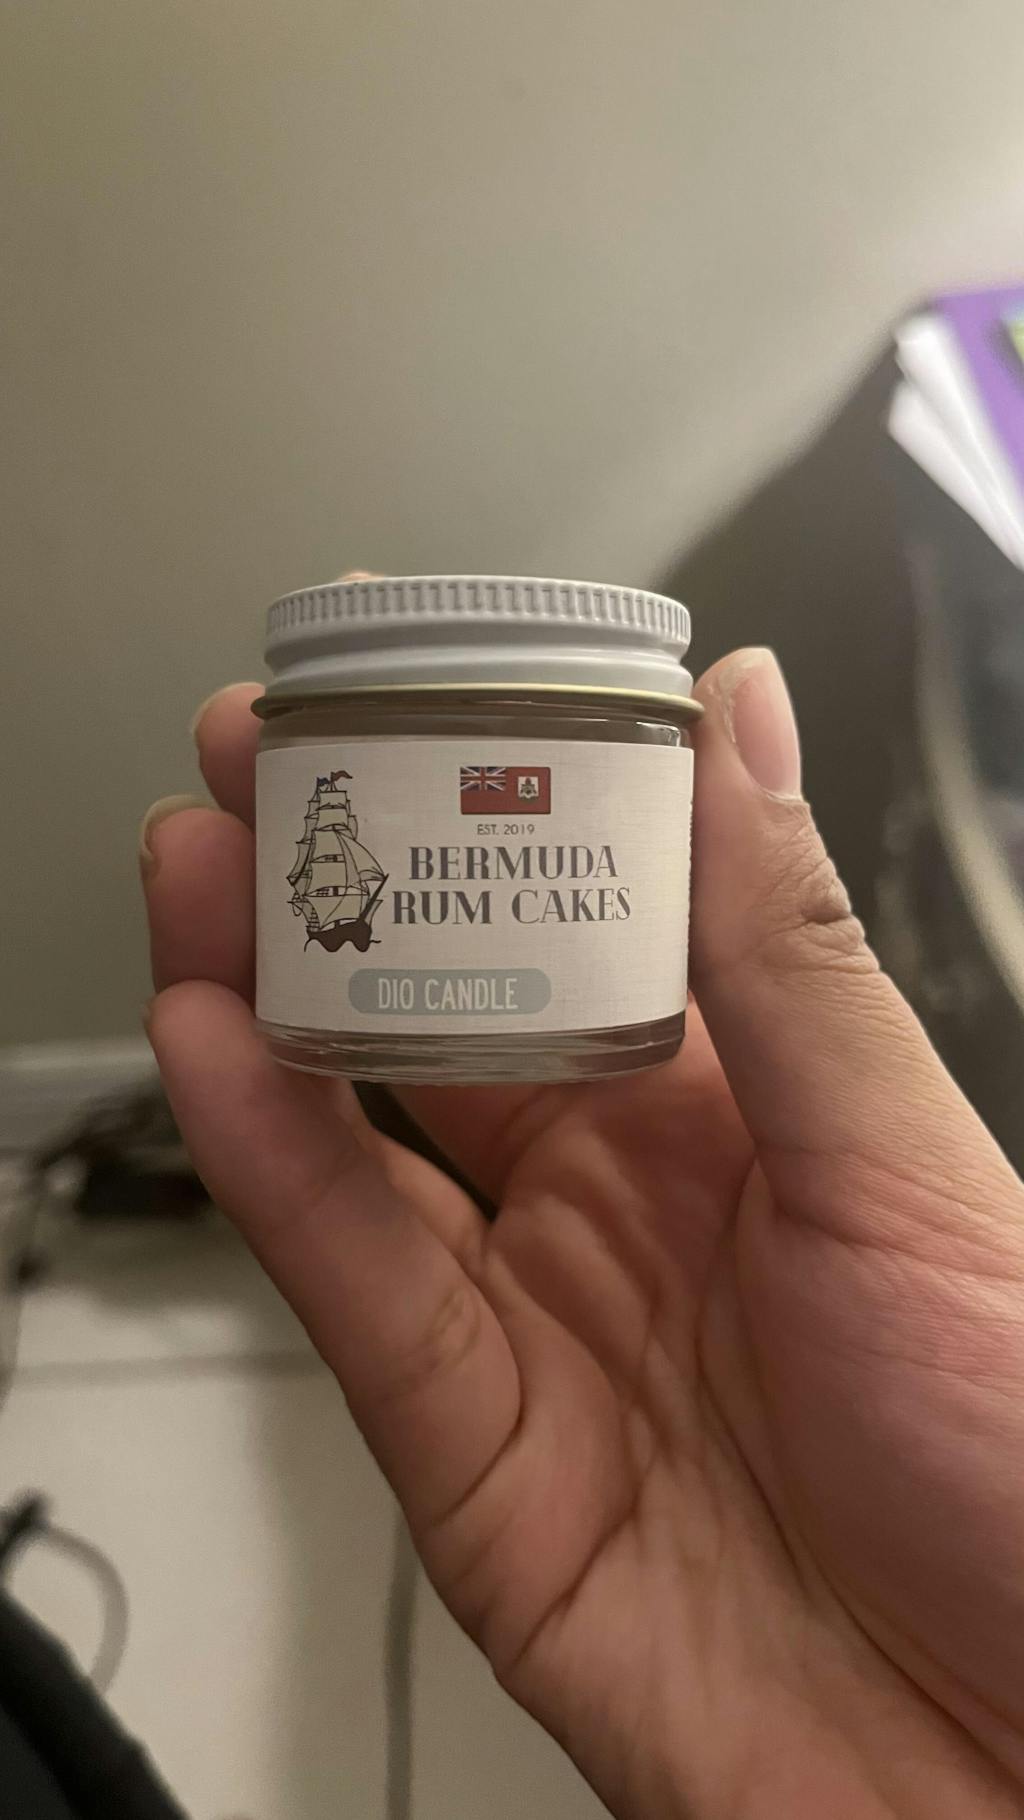 EST. 2019
BERMUDA
RUM CAKES
DIO CANDLE